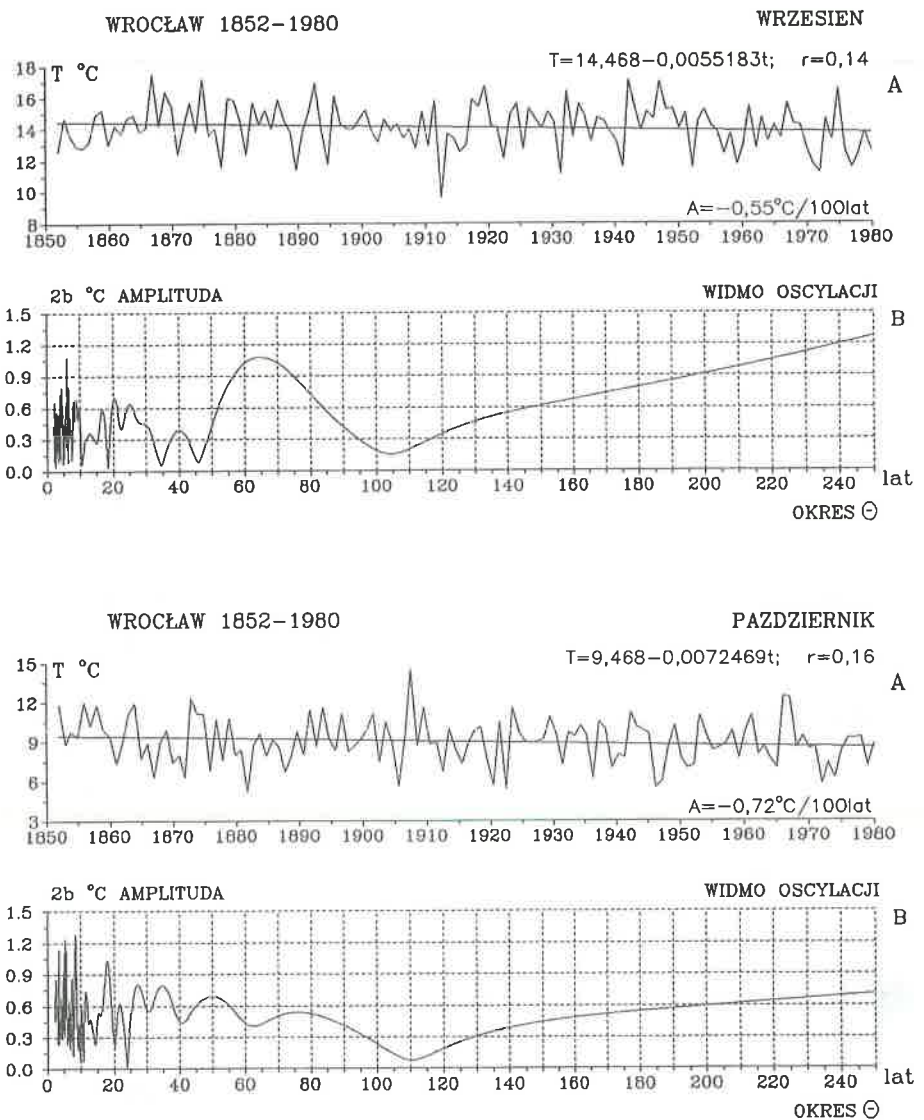 WROCŁAW 1852–1980 WRZESIEN
T °C T=14,468–0,0055183t; r=0,14 A
18
16
14
12
10
8
A=–0,55°C/100lat
1850 1860 1870 1880 1890 1900 1910 1920 1930 1940 1950 1960 1970 1980
2b °C AMPLITUDA WIDMO OSCYLACJI B
1.5
1.2
0.9
0.6
0.3
0.0
0 20 40 60 80 100 120 140 160 180 200 220 240 lat
OKRES Θ
WROCŁAW 1852–1980 PAZDZIERNIK
T °C T=9,468–0,0072469t; r=0,16 A
15
12
9
6
3
A=–0,72°C/100lat
1850 1860 1870 1880 1890 1900 1910 1920 1930 1940 1950 1960 1970 1980
2b °C AMPLITUDA WIDMO OSCYLACJI B
1.5
1.2
0.9
0.6
0.3
0.0
0 20 40 60 80 100 120 140 160 180 200 220 240 lat
OKRES Θ